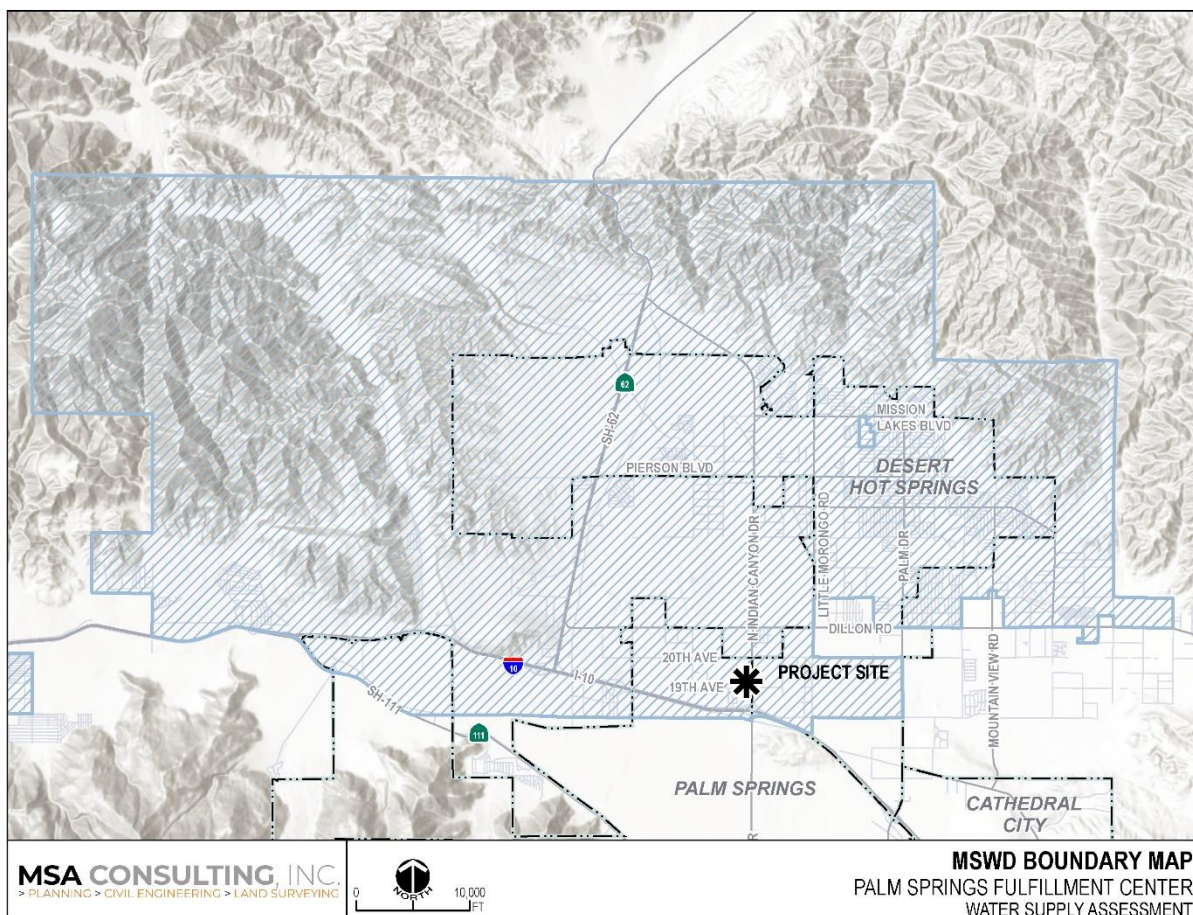 62
SH-62
MISSION
LAKES BLVD
PIERSON BLVD
DESERT
HOT SPRINGS
N INDIAN CANYON DR
LITTLE MORONGO RD
PALM DR
MOUNTAIN VIEW RD
DILLON RD
20TH AVE
PROJECT SITE
19TH AVE
10
I-10
SH-111
111
PALM SPRINGS
CATHEDRAL
CITY
R
MSA CONSULTING, INC.
> PLANNING > CIVIL ENGINEERING > LAND SURVEYING
NORTH
0 10,000
FT
MSWD BOUNDARY MAP
PALM SPRINGS FULFILLMENT CENTER
WATER SUPPLY ASSESSMENT